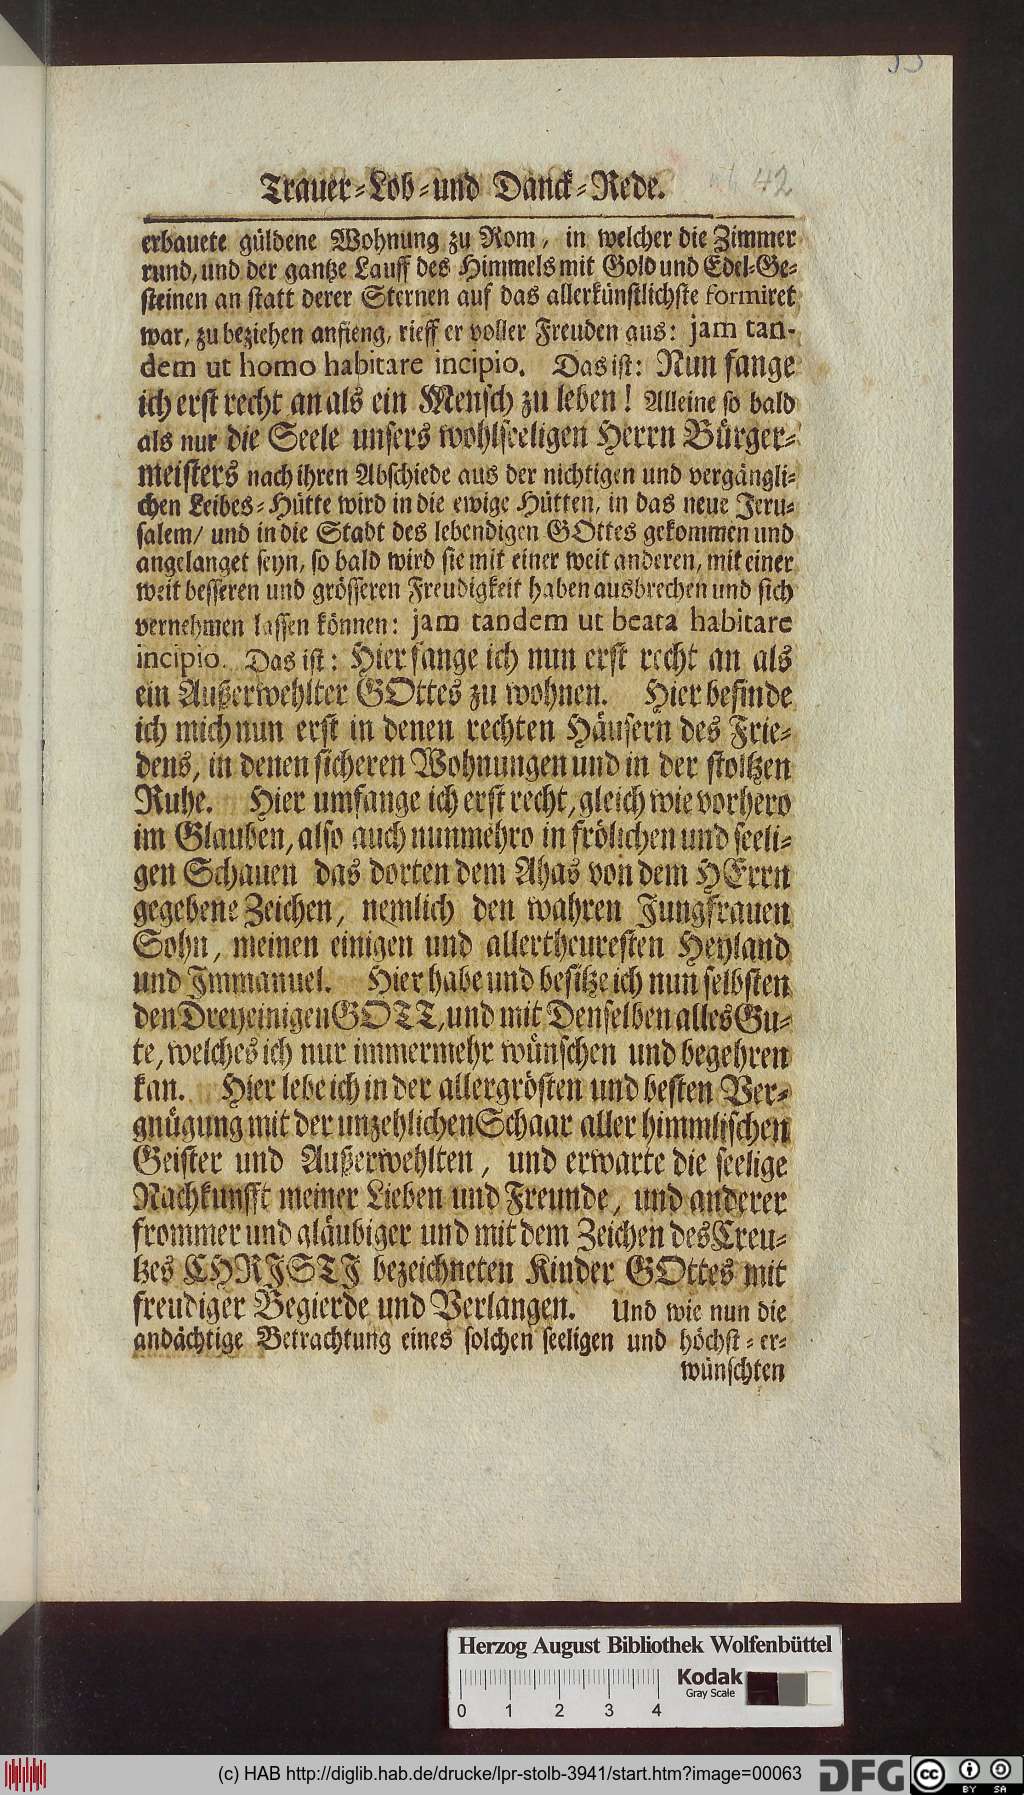 Trauer-Lob-und Danck-Rede. 42
erbauete güldene Wohnung zu Rom, in welcher die Zimmer
rund, und der gantze Lauff des Himmels mit Gold und Edel-Ge-
steinen an statt derer Sternen auf das allerkünstlichste formiret
war, zu beziehen anfieng, rieff er voller Freuden aus: jam tan-
dem ut homo habitare incipio. Das ist: Nun fange
ich erst recht an als ein Mensch zu leben! Alleine so bald
als nur die Seele unsers wohlseeligen Herrn Bürger-
meisters nach ihren Abschiede aus der nichtigen und vergängli-
chen Leibes-Hütte wird in die ewige Hütten, in das neue Jeru-
salem/ und in die Stadt des lebendigen GOttes gekommen und
angelanget seyn, so bald wird sie mit einer weit anderen, mit einer
weit besseren und grösseren Freudigkeit haben ausbrechen und sich
vernehmen lassen können: jam tandem ut beata habitare
incipio. Das ist: Hier fange ich nun erst recht an als
ein Außerwehlter GOttes zu wohnen. Hier befinde
ich mich nun erst in denen rechten Häusern des Frie-
dens, in denen sicheren Wohnungen und in der stoltzen
Ruhe. Hier umfange ich erst recht, gleich wie vorhero
im Glauben, also auch nunmehro in frölichen und seeli-
gen Schauen das dorten dem Ahas von dem HErrn
gegebene Zeichen, nemlich den wahren Jungfrauen
Sohn, meinen einigen und allertheuresten Heyland
und Immanuel. Hier habe und besitze ich nun selbsten
den Dreyeinigen GOTT, und mit Denselben alles Gu-
te, welches ich nur immermehr wünschen und begehren
kan. Hier lebe ich in der allergrösten und besten Ver-
gnügung mit der unzehlichen Schaar aller himmlischen
Geister und Außerwehlten, und erwarte die seelige
Nachkunfft meiner Lieben und Freunde, und anderer
frommer und gläubiger und mit dem Zeichen des Creu-
tzes CHRISTI bezeichneten Kinder GOttes mit
freudiger Begierde und Verlangen. Und wie nun die
andächtige Betrachtung eines solchen seeligen und höchst-er-
wünschten
Herzog August Bibliothek Wolfenbüttel
Kodak
Gray Scale
0 1 2 3 4
(c) HAB http://diglib.hab.de/drucke/lpr-stolb-3941/start.htm?image=00063
DFG
cc BY SA